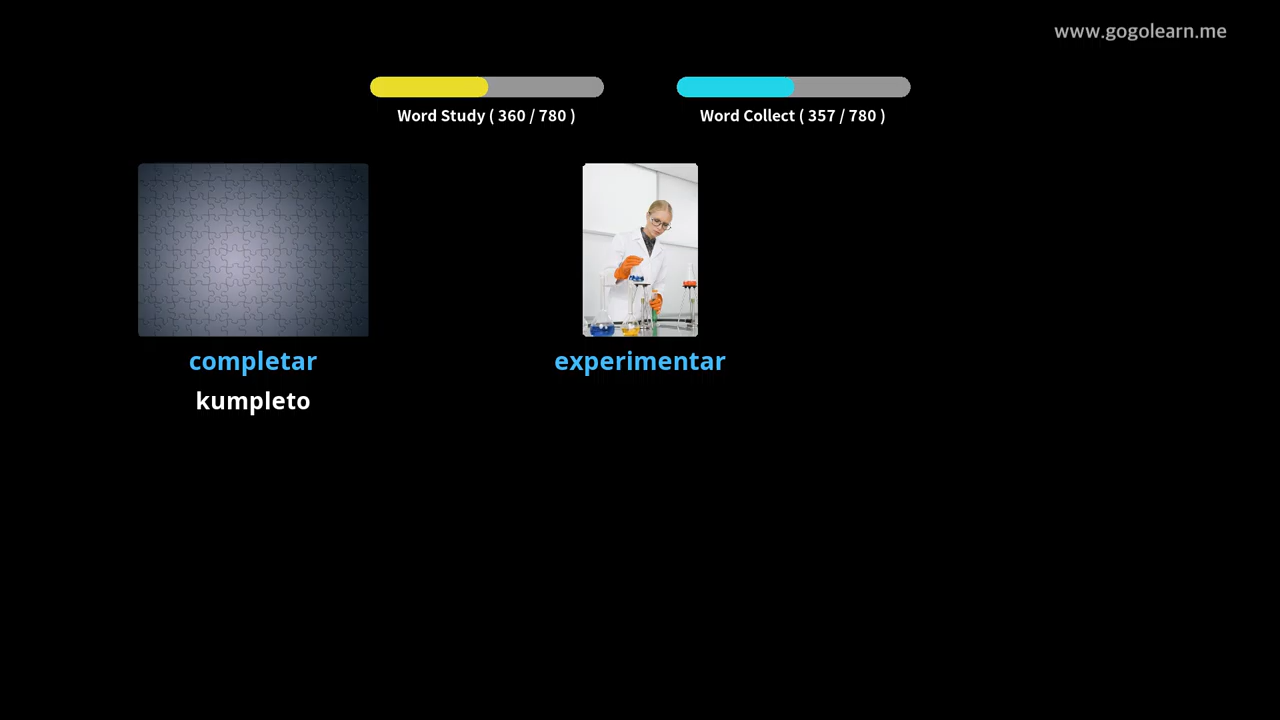 www.gogolearn.me
Word Study ( 360 / 780 )
Word Collect ( 357 / 780 )
completar
experimentar
kumpleto